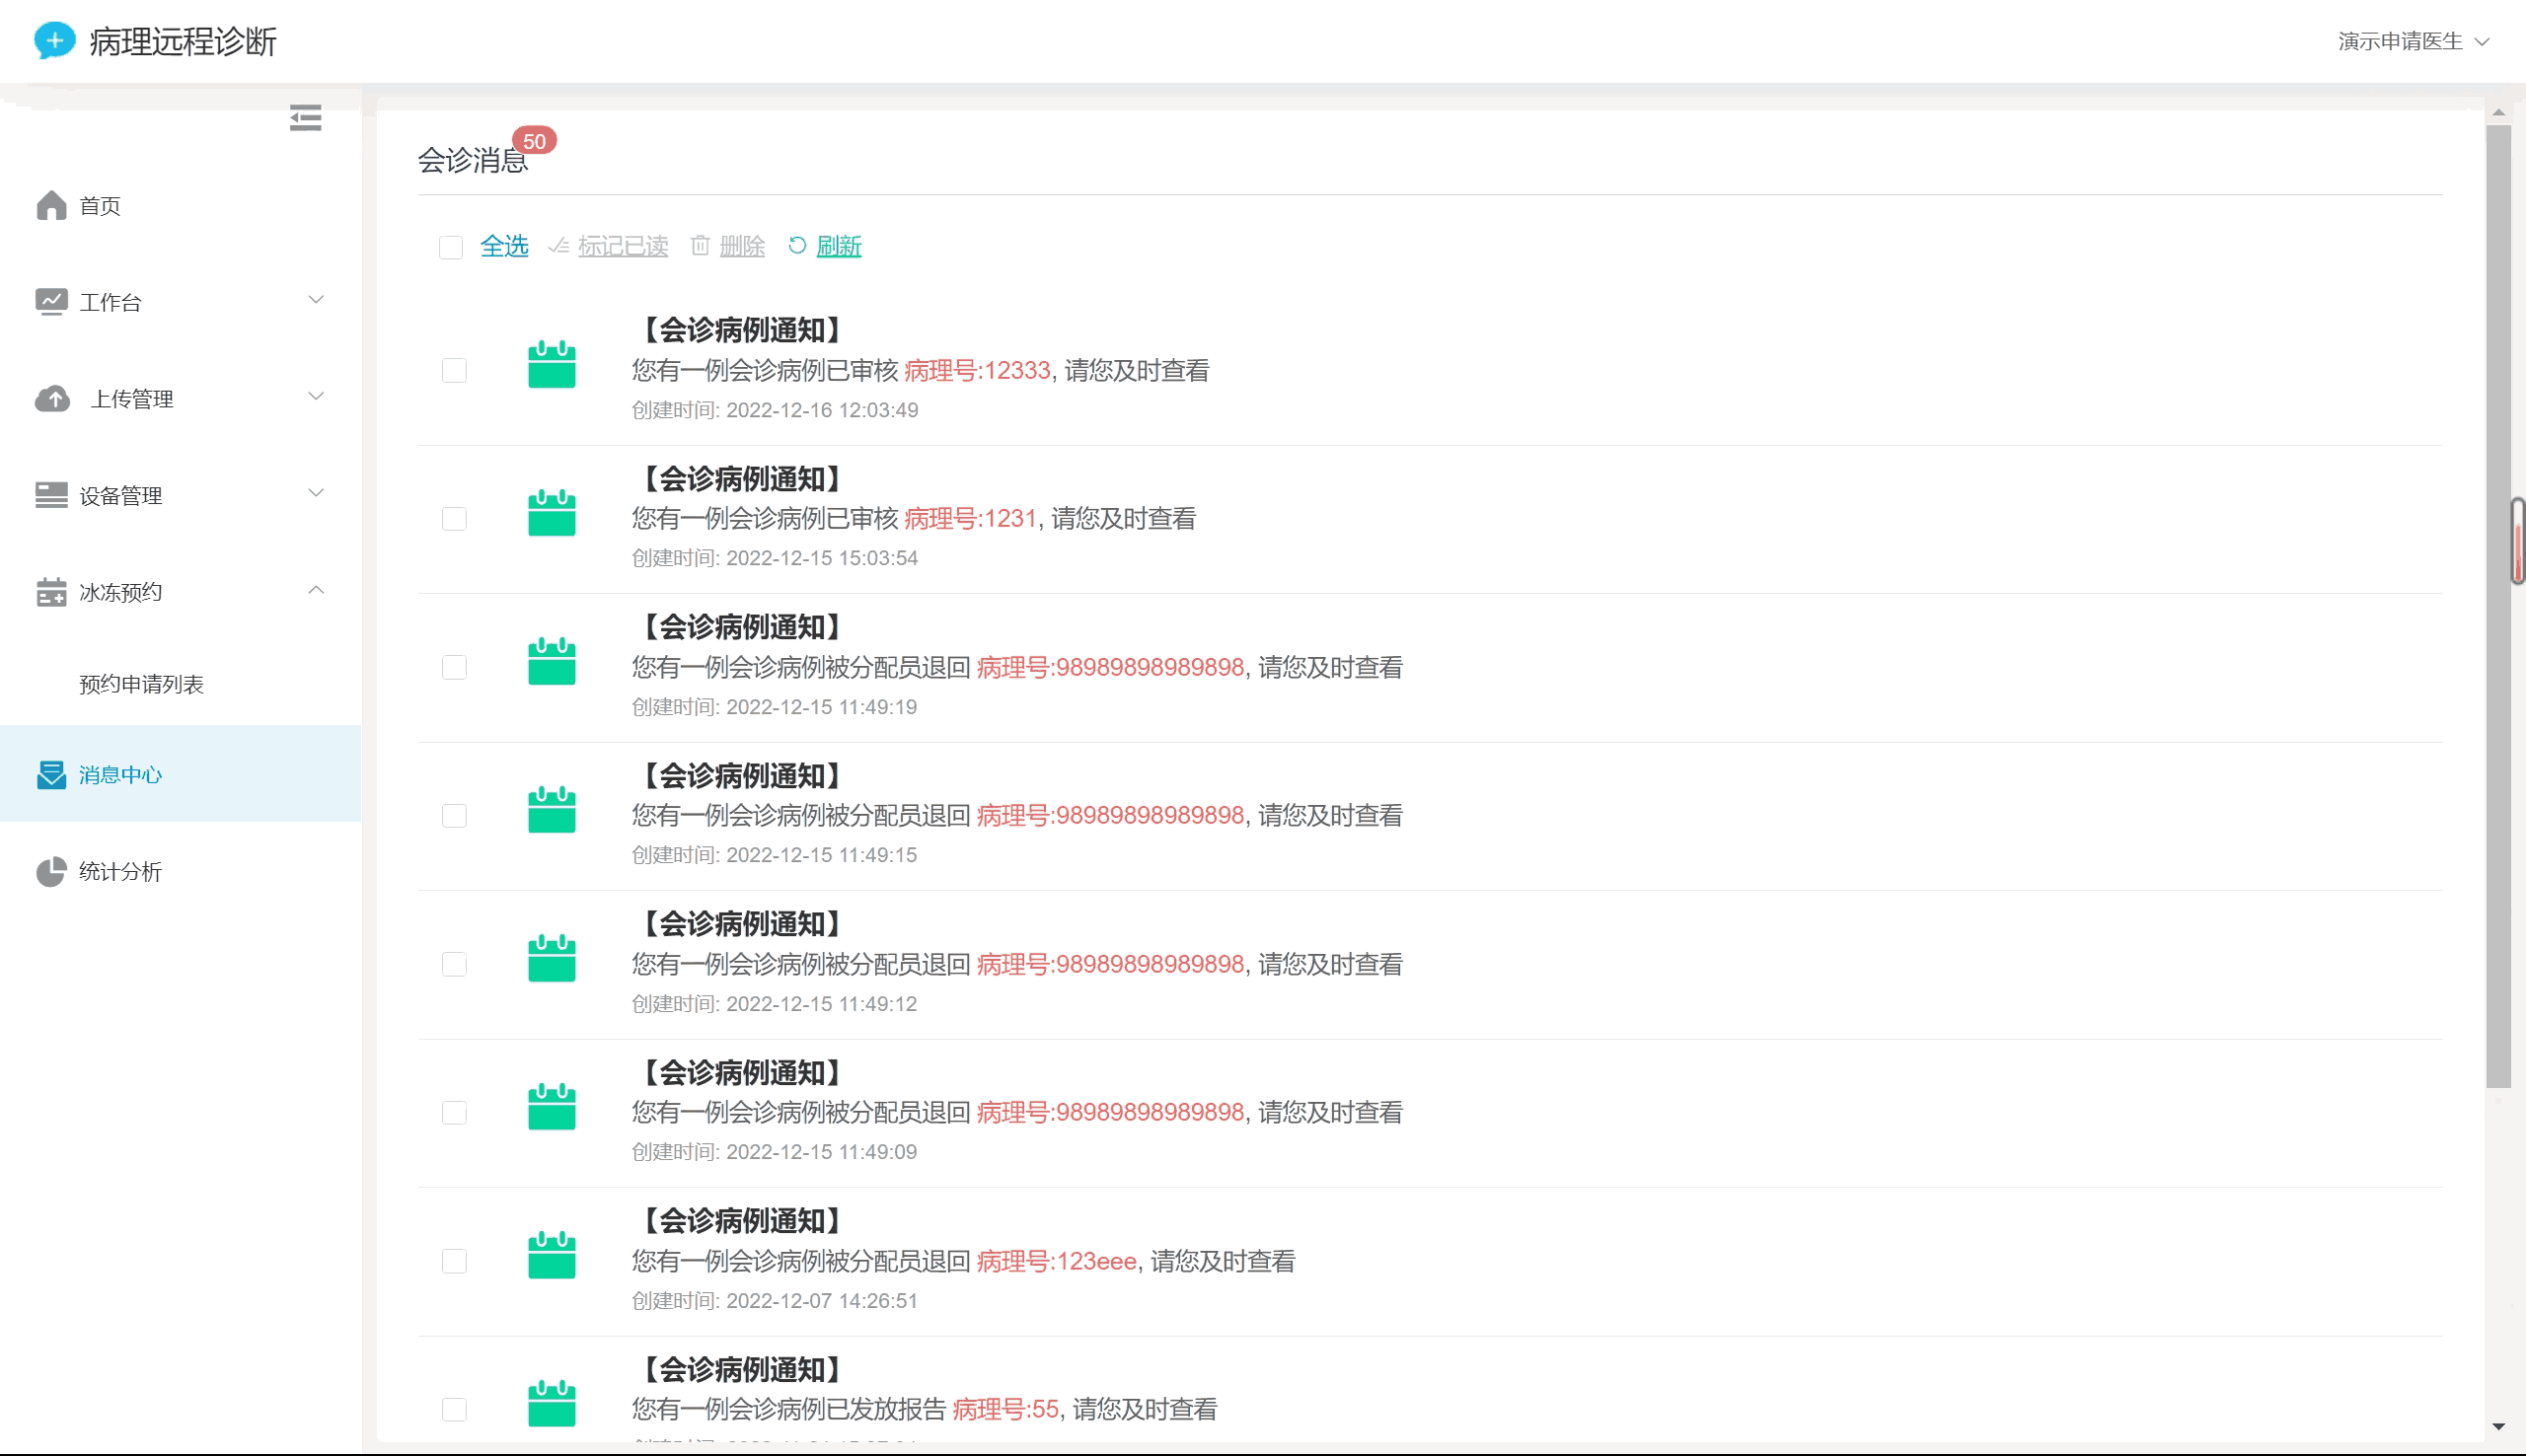 病理远程诊断
演示申请医生
首页
工作台
上传管理
设备管理
冰冻预约
预约申请列表
消息中心
统计分析
会诊消息 50
全选 标记已读 删除 刷新
【会诊病例通知】
您有一例会诊病例已审核 病理号:12333, 请您及时查看
创建时间: 2022-12-16 12:03:49
【会诊病例通知】
您有一例会诊病例已审核 病理号:1231, 请您及时查看
创建时间: 2022-12-15 15:03:54
【会诊病例通知】
您有一例会诊病例被分配员退回 病理号:98989898989898, 请您及时查看
创建时间: 2022-12-15 11:49:19
【会诊病例通知】
您有一例会诊病例被分配员退回 病理号:98989898989898, 请您及时查看
创建时间: 2022-12-15 11:49:15
【会诊病例通知】
您有一例会诊病例被分配员退回 病理号:98989898989898, 请您及时查看
创建时间: 2022-12-15 11:49:12
【会诊病例通知】
您有一例会诊病例被分配员退回 病理号:98989898989898, 请您及时查看
创建时间: 2022-12-15 11:49:09
【会诊病例通知】
您有一例会诊病例被分配员退回 病理号:123eee, 请您及时查看
创建时间: 2022-12-07 14:26:51
【会诊病例通知】
您有一例会诊病例已发放报告 病理号:55, 请您及时查看